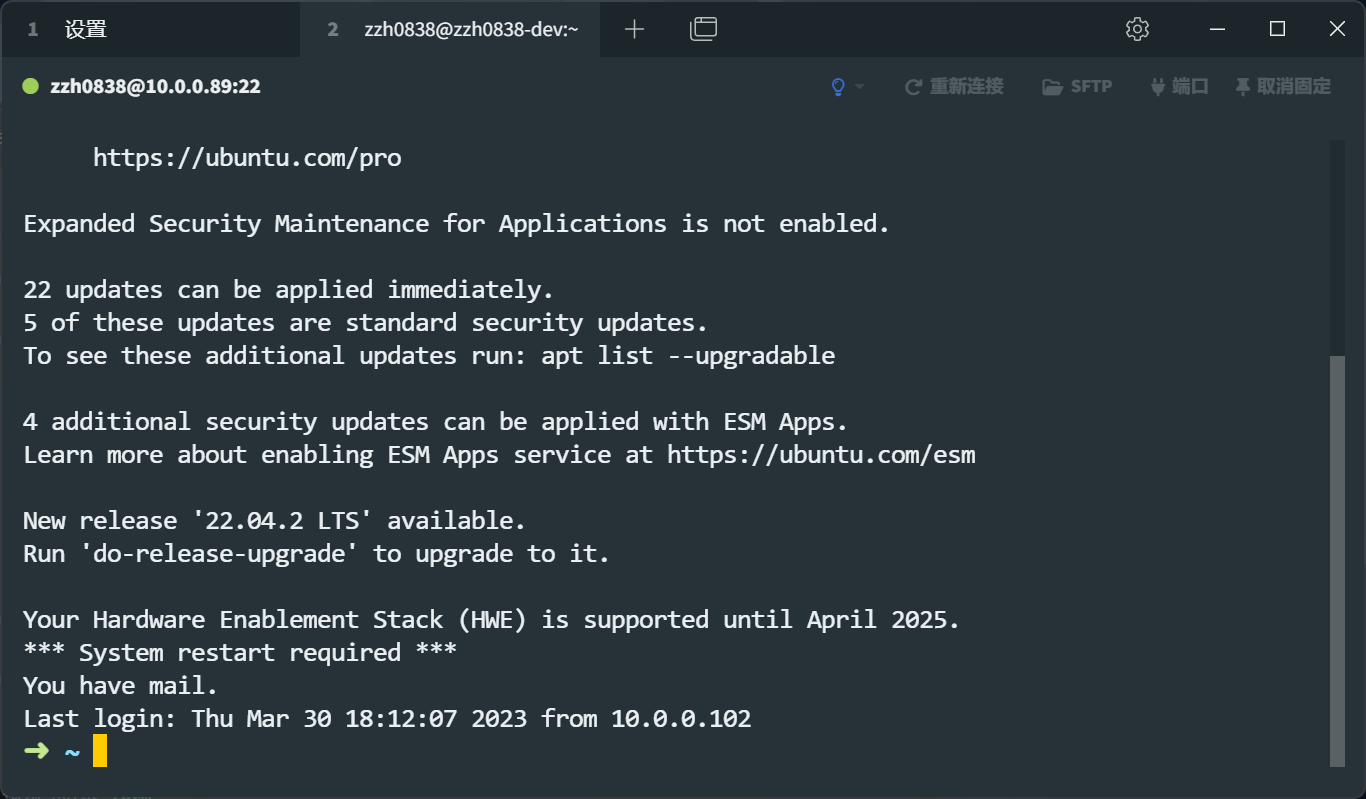 1 设置
2 zzh0838@zzh0838-dev:~
zzh0838@10.0.0.89:22
重新连接
SFTP
端口
取消固定
https://ubuntu.com/pro
Expanded Security Maintenance for Applications is not enabled.
22 updates can be applied immediately.
5 of these updates are standard security updates.
To see these additional updates run: apt list --upgradable
4 additional security updates can be applied with ESM Apps.
Learn more about enabling ESM Apps service at https://ubuntu.com/esm
New release '22.04.2 LTS' available.
Run 'do-release-upgrade' to upgrade to it.
Your Hardware Enablement Stack (HWE) is supported until April 2025.
*** System restart required ***
You have mail.
Last login: Thu Mar 30 18:12:07 2023 from 10.0.0.102
➜ ~